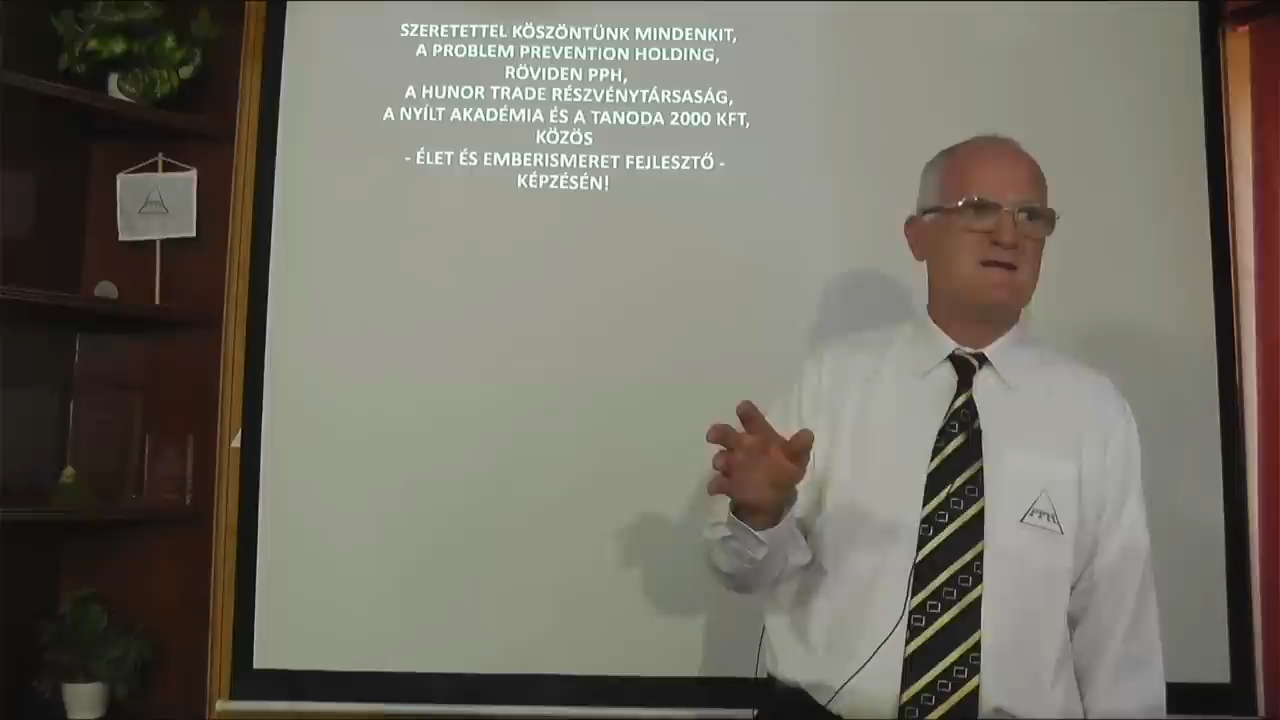 SZERETETTEL KÖSZÖNTÜNK MINDENKIT,
A PROBLEM PREVENTION HOLDING,
RÖVIDEN PPH,
A HUNOR TRADE RÉSZVÉNYTÁRSASÁG,
A NYÍLT AKADÉMIA ÉS A TANODA 2000 KFT,
KÖZÖS
- ÉLET ÉS EMBERISMERET FEJLESZTŐ -
KÉPZÉSÉN!
PPH